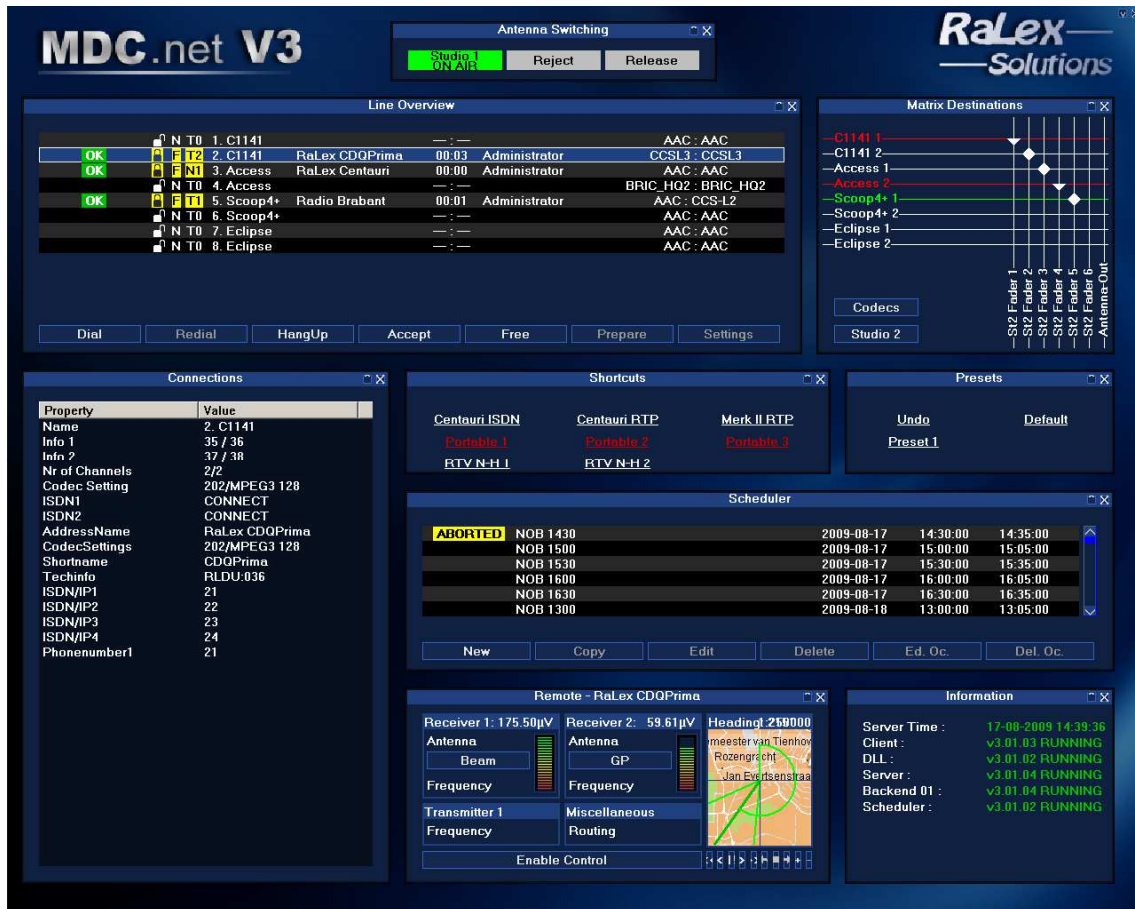 MDC.net V3
RaLex
Solutions
Antenna Switching
Studio 1
ON AIR
Reject
Release
Line Overview
N T0 1. C1141 —:— AAC : AAC
OK F T2 2. C1141 RaLex CDQPrima 00:03 Administrator CCSL3 : CCSL3
OK F N1 3. Access RaLex Centauri 00:00 Administrator AAC : AAC
N T0 4. Access —:— BRIC_HQ2 : BRIC_HQ2
OK F T1 5. Scoop4+ Radio Brabant 00:01 Administrator AAC : CCS-L2
N T0 6. Scoop4+ —:— AAC : AAC
N T0 7. Eclipse —:— AAC : AAC
N T0 8. Eclipse —:— AAC : AAC
Dial Redial HangUp Accept Free Prepare Settings
Matrix Destinations
C1141 1
C1141 2
Access 1
Access 2
Scoop4+ 1
Scoop4+ 2
Eclipse 1
Eclipse 2
St2 Fader 1
St2 Fader 2
St2 Fader 3
St2 Fader 4
St2 Fader 5
St2 Fader 6
Antenna-Out
Codecs
Studio 2
Connections
Property Value
Name 2. C1141
Info 1 35 / 36
Info 2 37 / 38
Nr of Channels 2/2
Codec Setting 202/MPEG3 128
ISDN1 CONNECT
ISDN2 CONNECT
AddressName RaLex CDQPrima
CodecSettings 202/MPEG3 128
Shortname CDQPrima
Techinfo RLDU:036
ISDN/IP1 21
ISDN/IP2 22
ISDN/IP3 23
ISDN/IP4 24
Phonenumber1 21
Shortcuts
Centauri ISDN Centauri RTP Merk II RTP
Portable 1 Portable 2 Portable 3
RTV N-H 1 RTV N-H 2
Presets
Undo Default
Preset 1
Scheduler
ABORTED NOB 1430 2009-08-17 14:30:00 14:35:00
NOB 1500 2009-08-17 15:00:00 15:05:00
NOB 1530 2009-08-17 15:30:00 15:35:00
NOB 1600 2009-08-17 16:00:00 16:05:00
NOB 1630 2009-08-17 16:30:00 16:35:00
NOB 1300 2009-08-18 13:00:00 13:05:00
New Copy Edit Delete Ed. Oc. Del. Oc.
Remote - RaLex CDQPrima
Receiver 1: 175.50µV
Antenna
Beam
Frequency
Receiver 2: 59.61µV
Antenna
GP
Frequency
Heading
meester van Tienhov
Rozengracht
Jan Evertsenstraa
Transmitter 1
Frequency
Miscellaneous
Routing
Enable Control
Information
Server Time : 17-08-2009 14:39:36
Client : v3.01.03 RUNNING
DLL : v3.01.02 RUNNING
Server : v3.01.04 RUNNING
Backend 01 : v3.01.04 RUNNING
Scheduler : v3.01.02 RUNNING